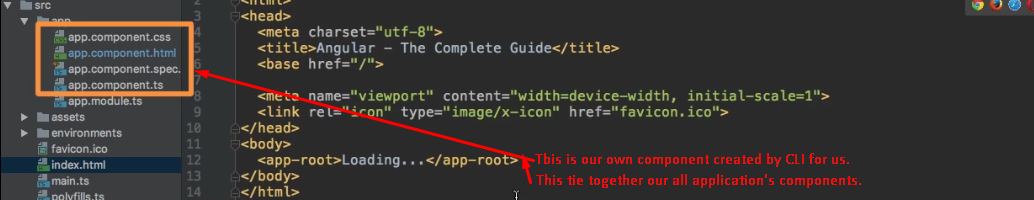 src
app
app.component.css
app.component.html
app.component.spec.
app.component.ts
app.module.ts
assets
environments
favicon.ico
index.html
main.ts
polyfills.ts
2 <html>
3 <head>
4 <meta charset="utf-8">
5 <title>Angular - The Complete Guide</title>
6 <base href="/">
7
8 <meta name="viewport" content="width=device-width, initial-scale=1">
9 <link rel="icon" type="image/x-icon" href="favicon.ico">
10 </head>
11 <body>
12 <app-root>Loading...</app-root>
13 </body>
14 </html>
This is our own component created by CLI for us.
This tie together our all application's components.